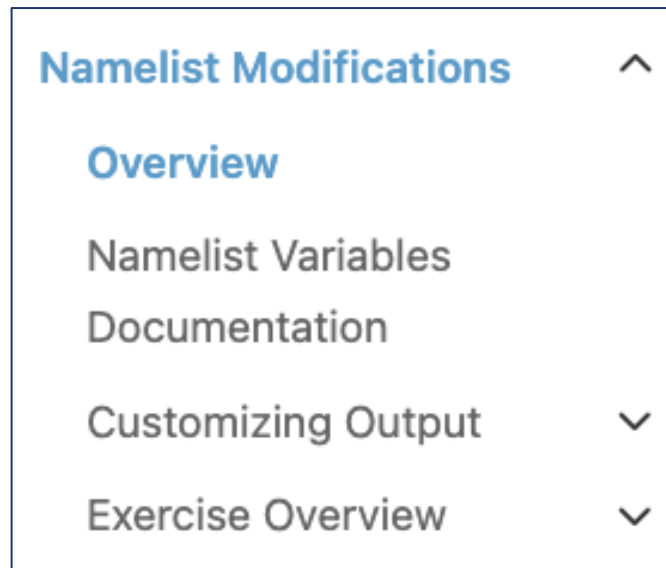 Namelist Modifications
Overview
Namelist Variables
Documentation
Customizing Output
Exercise Overview